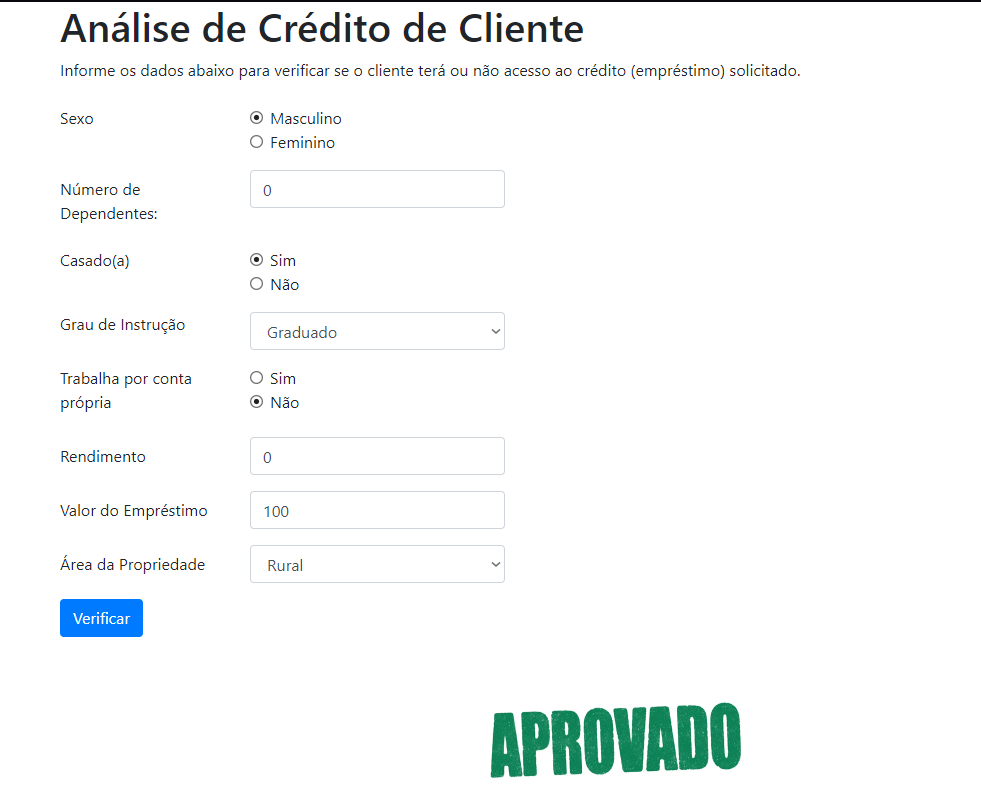 Análise de Crédito de Cliente
Informe os dados abaixo para verificar se o cliente terá ou não acesso ao crédito (empréstimo) solicitado.
Sexo
Masculino
Feminino
Número de
Dependentes:
0
Casado(a)
Sim
Não
Grau de Instrução
Graduado
Trabalha por conta
própria
Sim
Não
Rendimento
0
Valor do Empréstimo
100
Área da Propriedade
Rural
Verificar
APROVADO